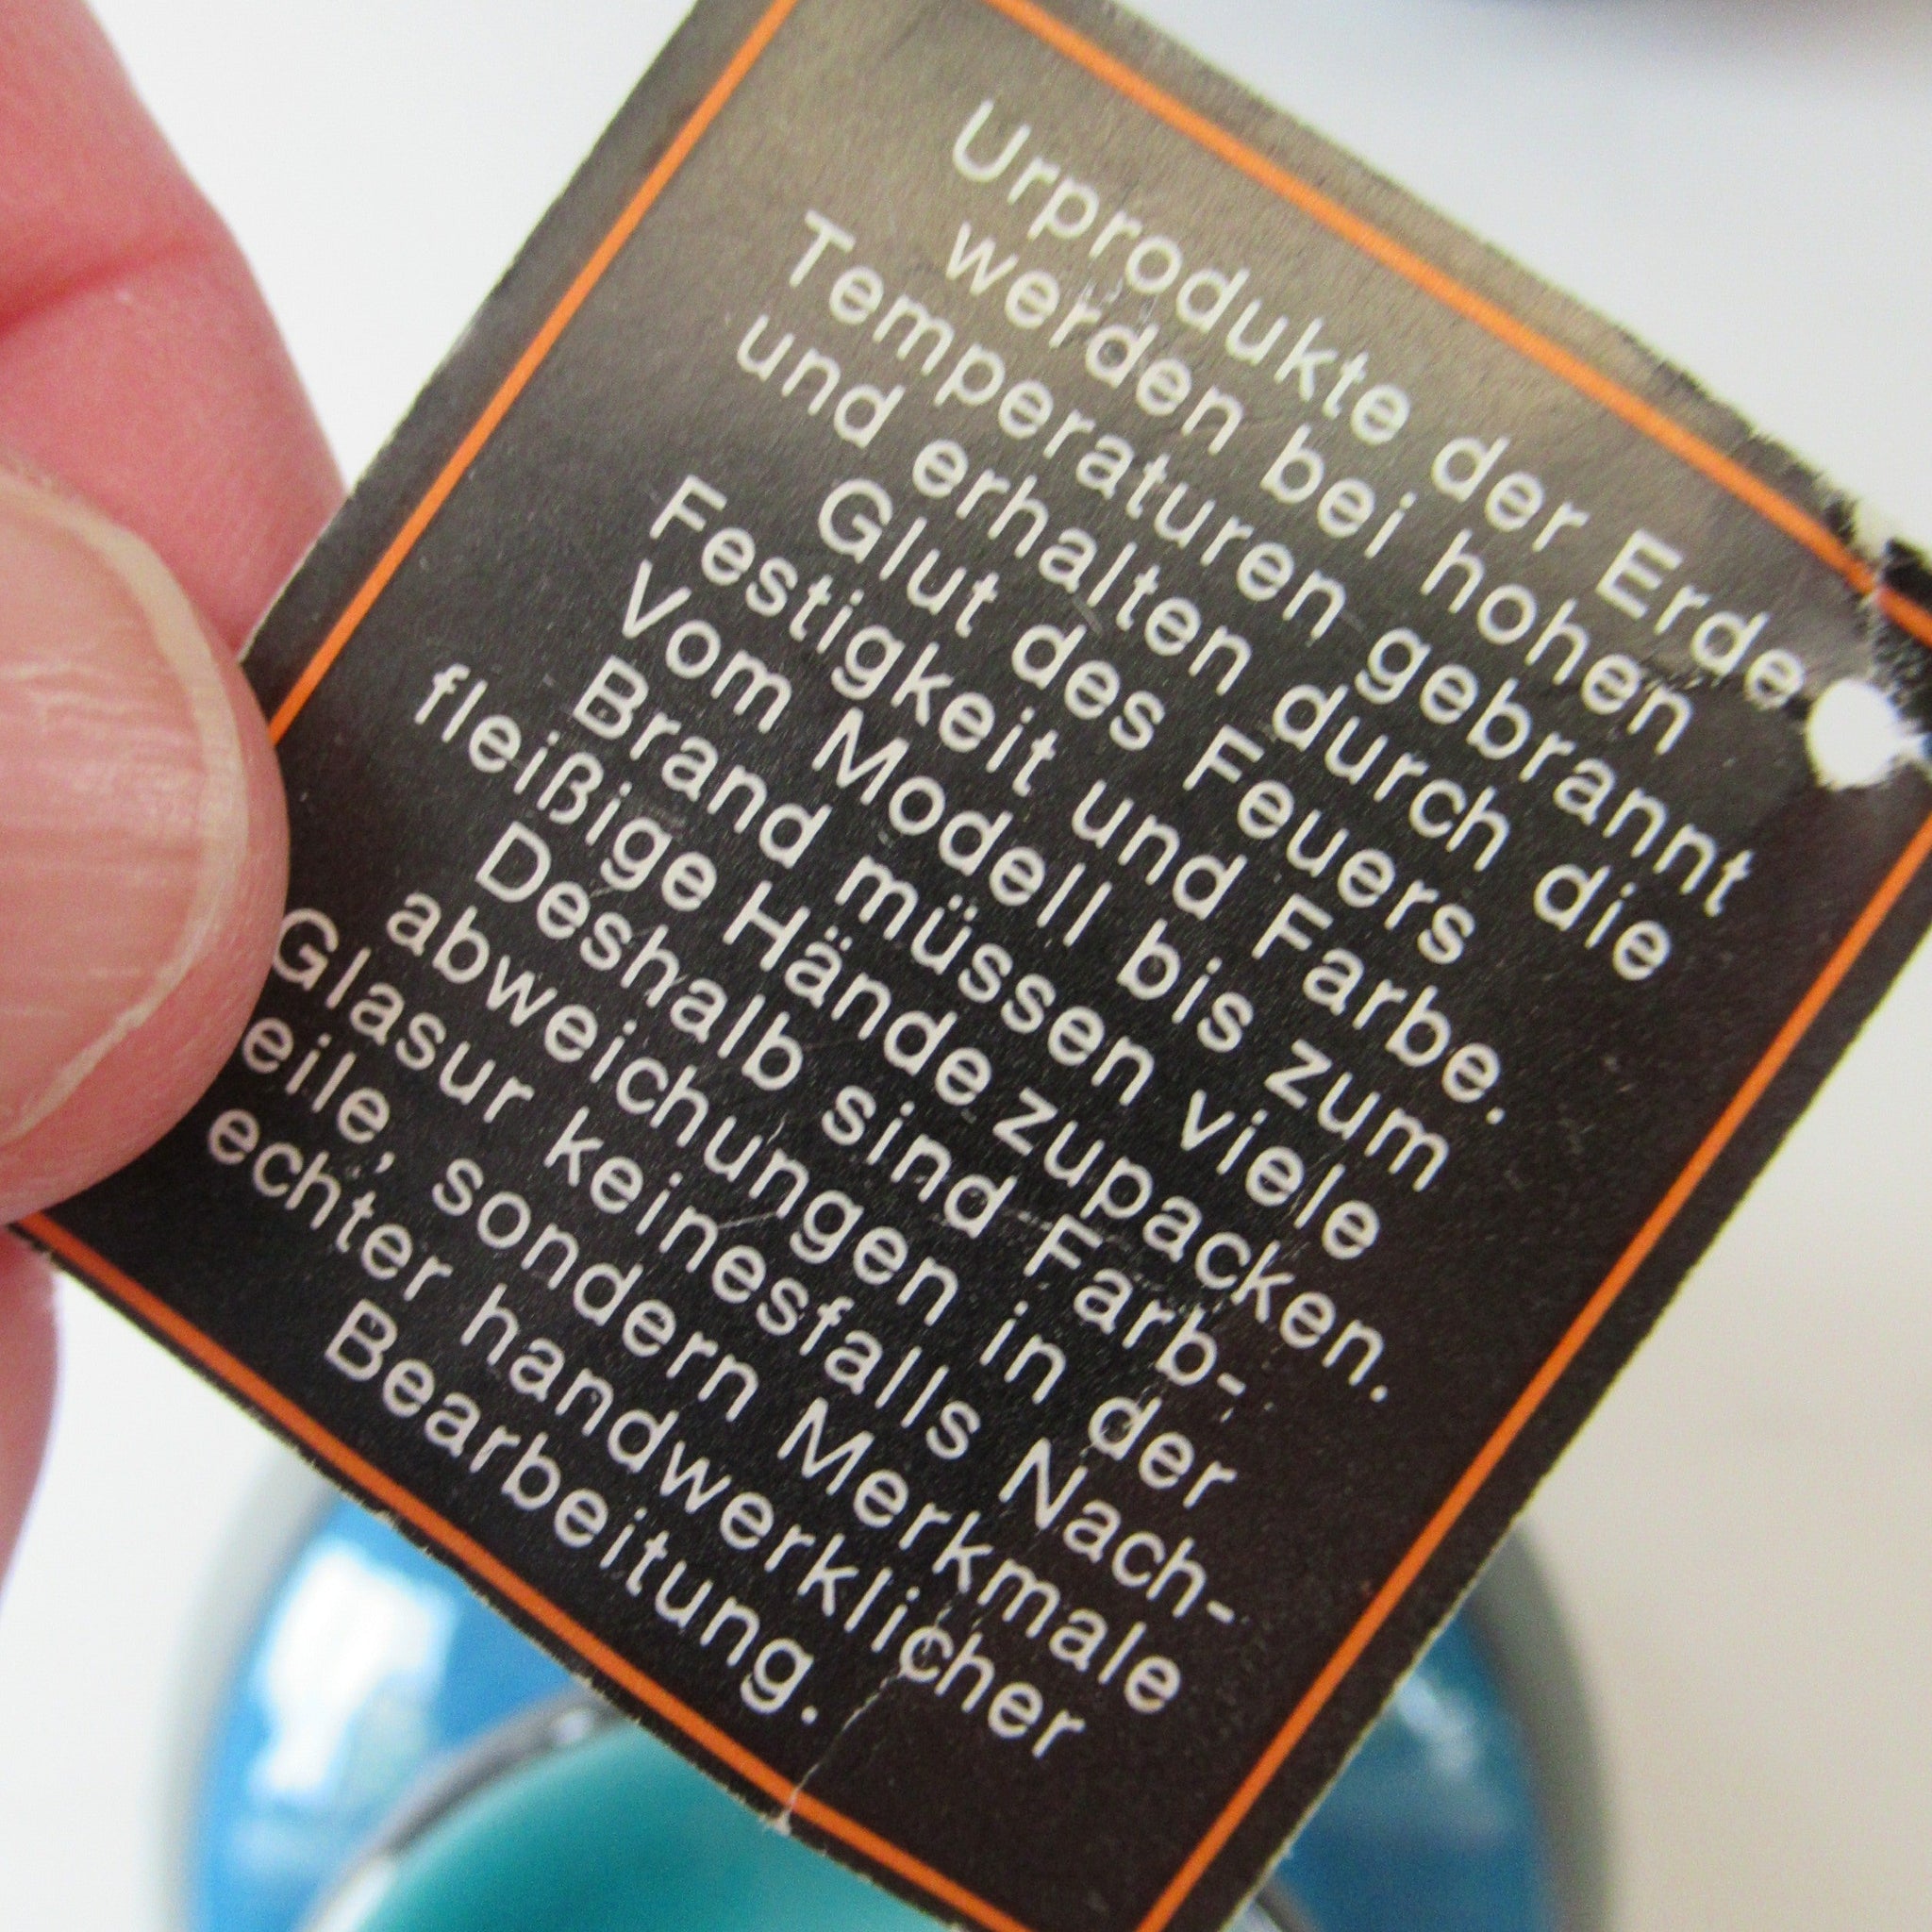 Urprodukte der Erde
werden bei hohen
Temperaturen gebrannt
und erhalten durch die
Glut des Feuers
Festigkeit und Farbe.
Vom Modell bis zum
Brand müssen viele
fleißige Hände zupacken.
Deshalb sind Farb-
abweichungen in der
Glasur keinesfalls Nach-
eile, sondern Merkmale
echter handwerklicher
Bearbeitung.